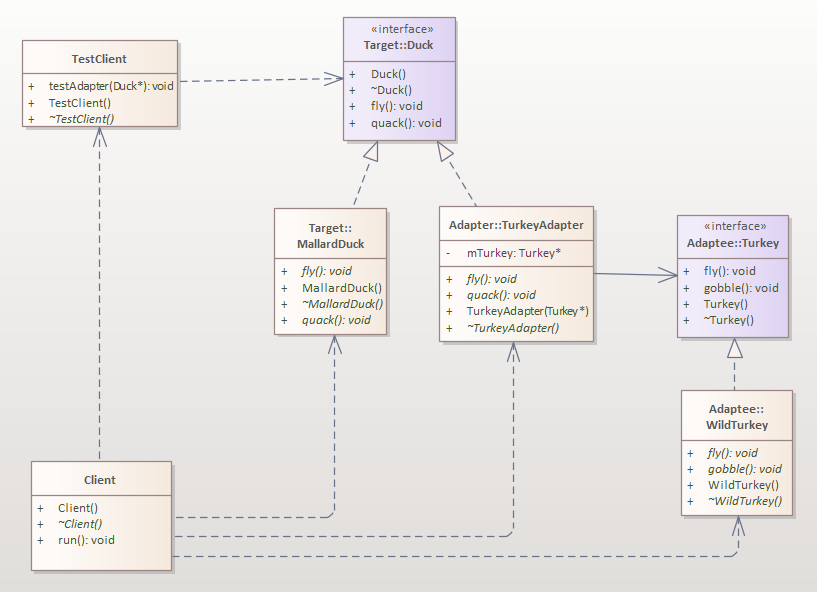 TestClient
+ testAdapter(Duck*): void
+ TestClient()
+ ~TestClient()
«interface»
Target::Duck
+ Duck()
+ ~Duck()
+ fly(): void
+ quack(): void
Target::
MallardDuck
+ fly(): void
+ MallardDuck()
+ ~MallardDuck()
+ quack(): void
Adapter::TurkeyAdapter
- mTurkey: Turkey*
+ fly(): void
+ quack(): void
+ TurkeyAdapter(Turkey*)
+ ~TurkeyAdapter()
«interface»
Adaptee::Turkey
+ fly(): void
+ gobble(): void
+ Turkey()
+ ~Turkey()
Adaptee::
WildTurkey
+ fly(): void
+ gobble(): void
+ WildTurkey()
+ ~WildTurkey()
Client
+ Client()
+ ~Client()
+ run(): void